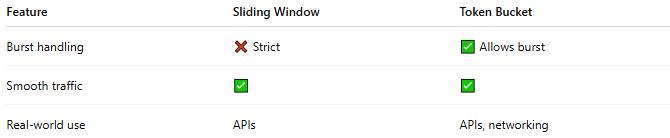 Feature Sliding Window Token Bucket
Burst handling ❌ Strict ✅ Allows burst
Smooth traffic ✅ ✅
Real-world use APIs APIs, networking